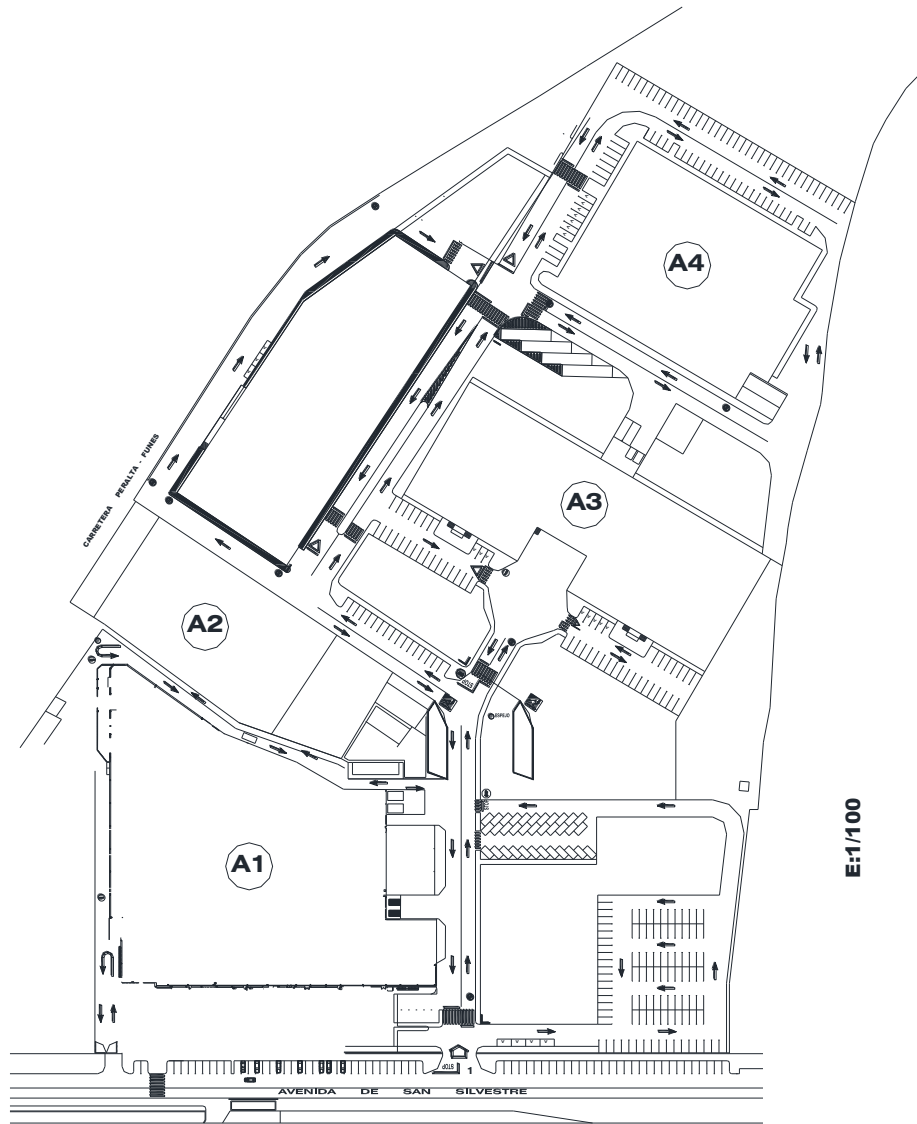 A4
CARRETERA PERALTA - FUNES
A3
A2
STOP
ESPEJO
A1
E:1/100
STOP
1
AVENIDA DE SAN SILVESTRE